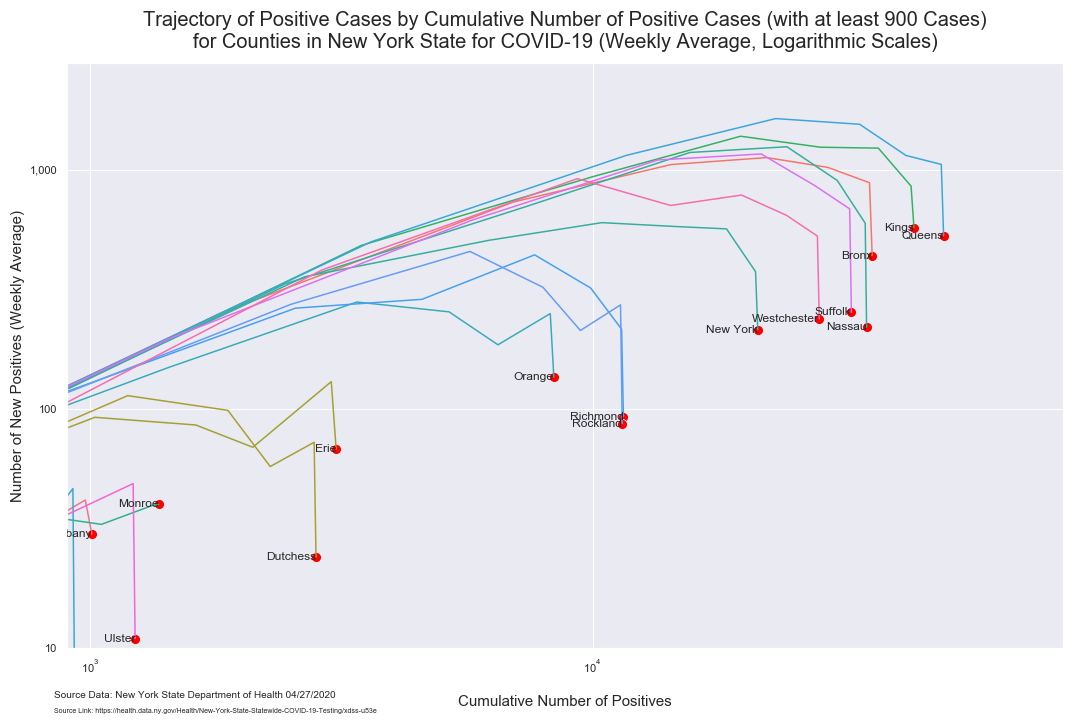 Trajectory of Positive Cases by Cumulative Number of Positive Cases (with at least 900 Cases)
for Counties in New York State for COVID-19 (Weekly Average, Logarithmic Scales)
Number of New Positives (Weekly Average)
1,000
100
10
Kings
Queens
Bronx
Suffolk
Westchester
Nassau
New York
Orange
Richmond
Rockland
Erie
Monroe
bany
Dutchess
Ulster
10³
10⁴
Cumulative Number of Positives
Source Data: New York State Department of Health 04/27/2020
Source Link: https://health.data.ny.gov/Health/New-York-State-Statewide-COVID-19-Testing/xdss-u53e